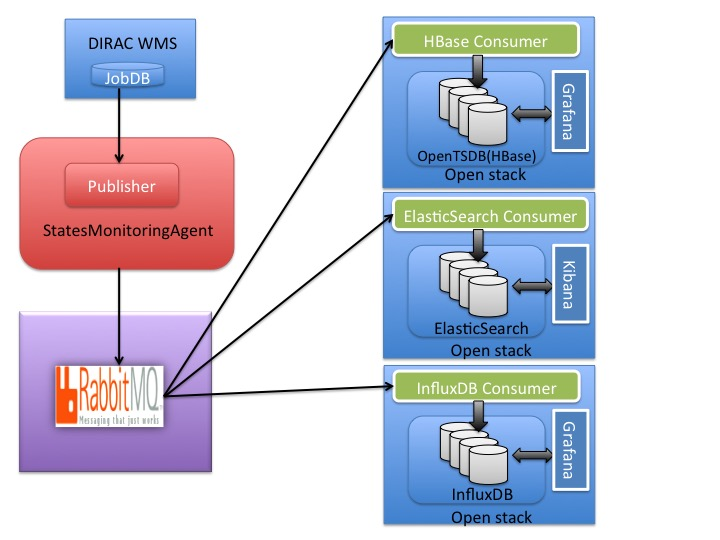 DIRAC WMS
JobDB
Publisher
StatesMonitoringAgent
RabbitMQ
Messaging that just works
HBase Consumer
OpenTSDB(HBase)
Grafana
Open stack
ElasticSearch Consumer
ElasticSearch
Kibana
Open stack
InfluxDB Consumer
InfluxDB
Grafana
Open stack